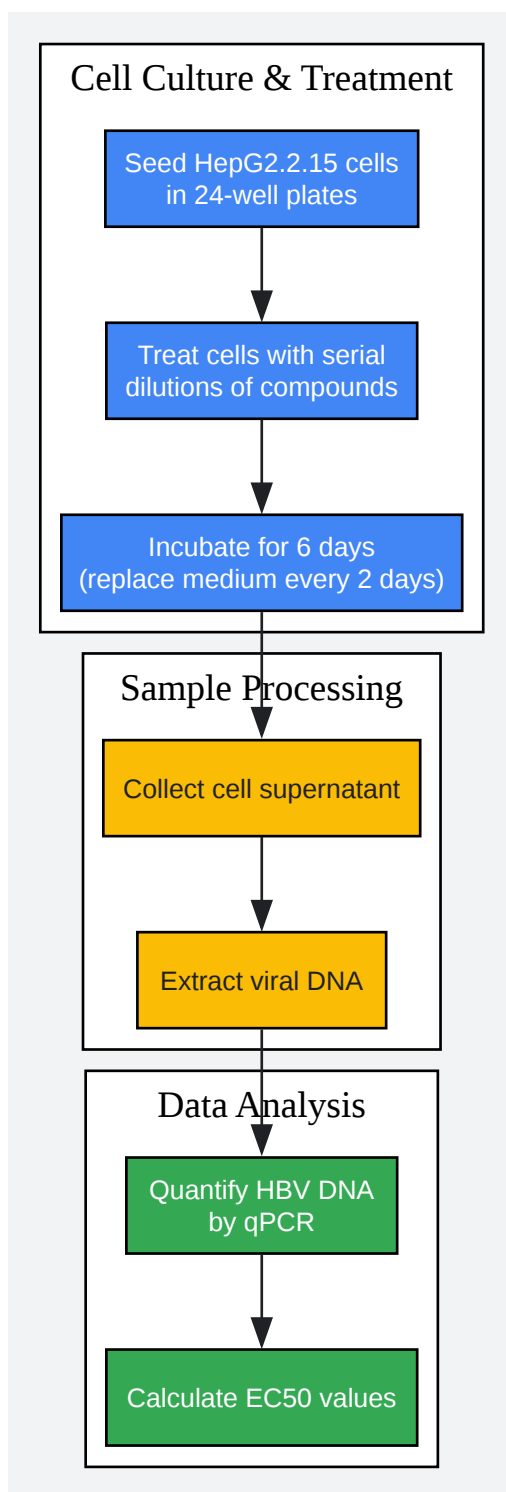 Cell Culture & Treatment
Seed HepG2.2.15 cells
in 24-well plates
Treat cells with serial
dilutions of compounds
Incubate for 6 days
(replace medium every 2 days)
Sample Processing
Collect cell supernatant
Extract viral DNA
Data Analysis
Quantify HBV DNA
by qPCR
Calculate EC50 values